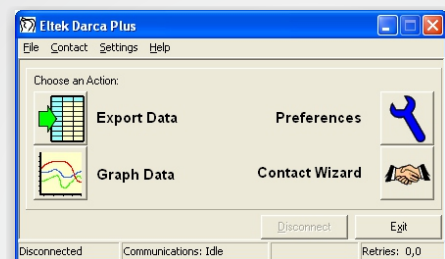 Eltek Darca Plus
File Contact Settings Help
Choose an Action:
Export Data Preferences
Graph Data Contact Wizard
Disconnect Exit
Disconnected Communications: Idle Retries: 0,0